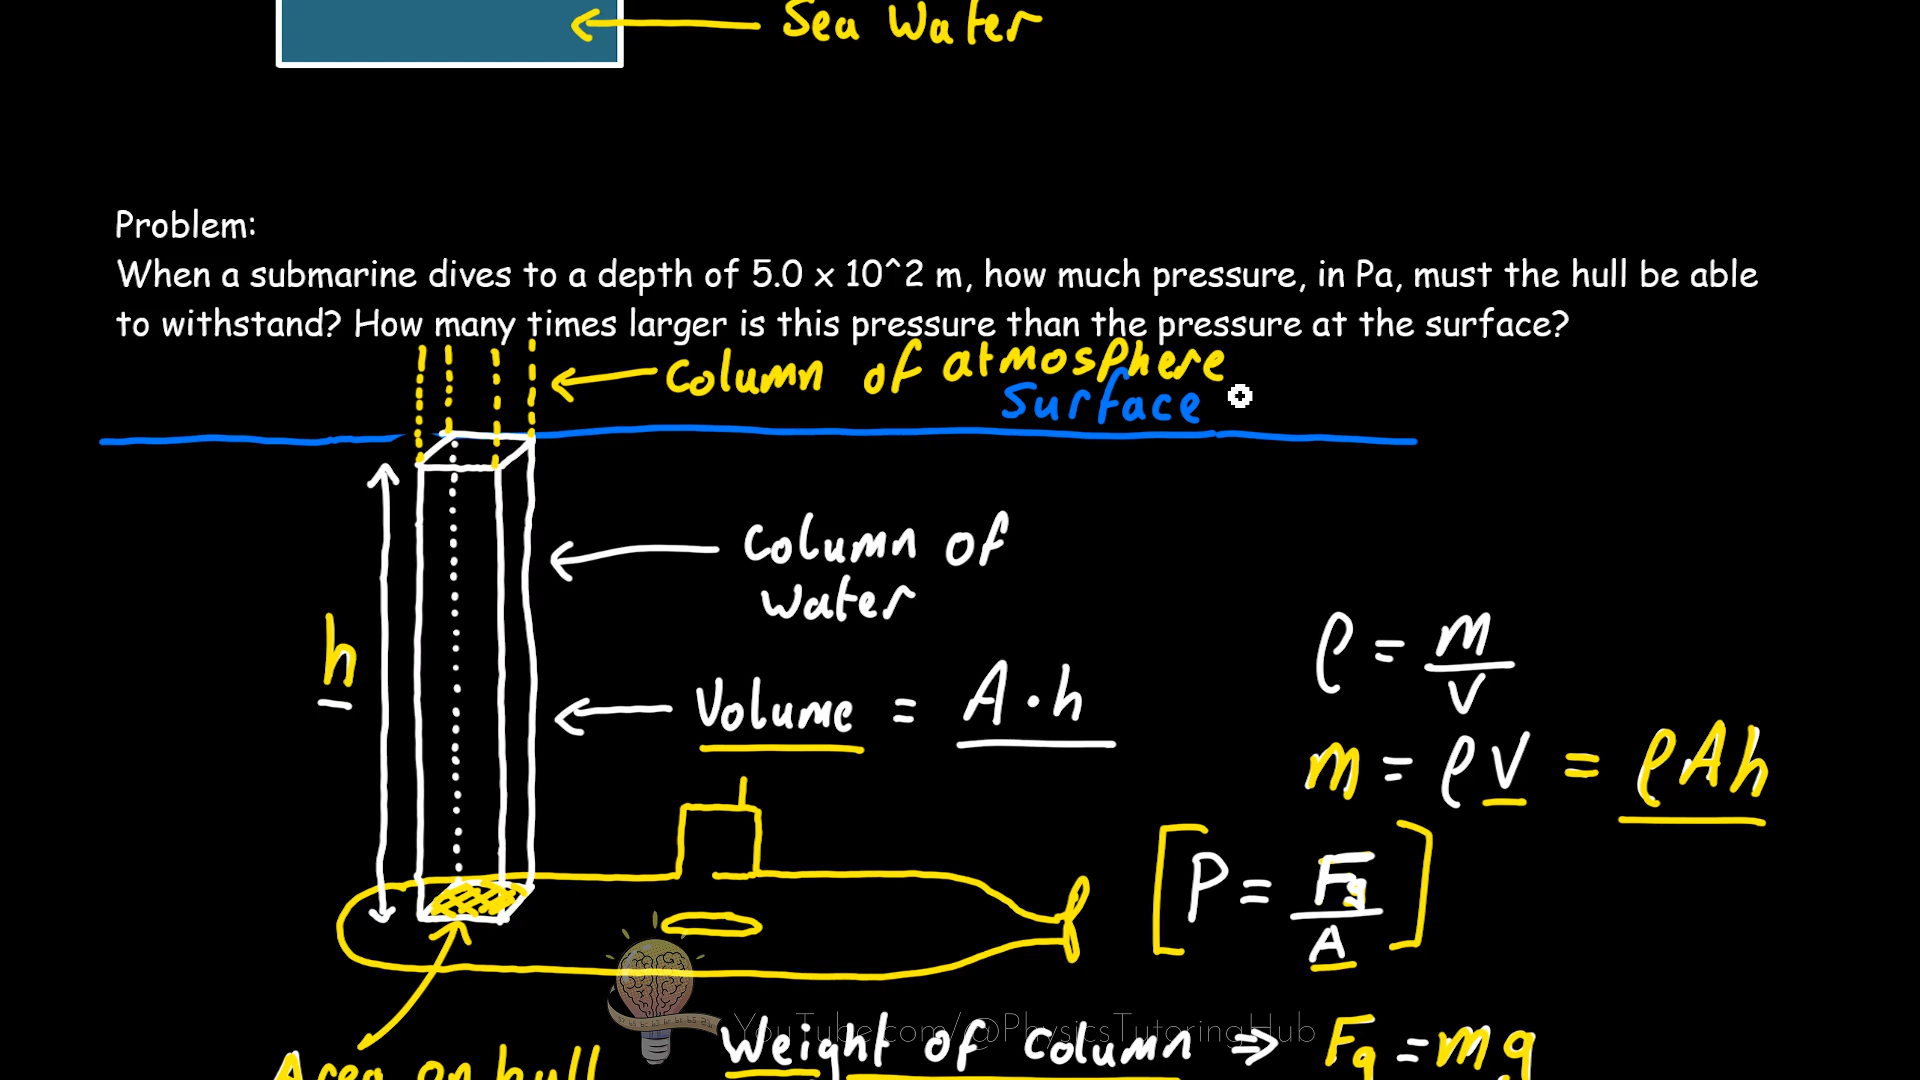 Sea Water
Problem:
When a submarine dives to a depth of 5.0 x 10^2 m, how much pressure, in Pa, must the hull be able
to withstand? How many times larger is this pressure than the pressure at the surface?
Column of atmosphere
Surface
Column of
Water
h
Volume = A·h
ρ = m/V
m = ρV = ρAh
[P = Fg/A]
Area on hull
YouTube.com/@PhysicsTutoringHub
Weight of Column ⇒ Fg = mg